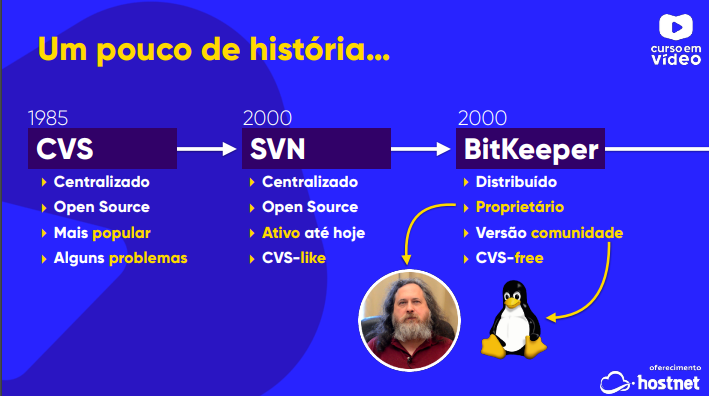 Um pouco de história...
curso em
vídeo
1985
CVS
Centralizado
Open Source
Mais popular
Alguns problemas
2000
SVN
Centralizado
Open Source
Ativo até hoje
CVS-like
2000
BitKeeper
Distribuído
Proprietário
Versão comunidade
CVS-free
oferecimento
hostnet